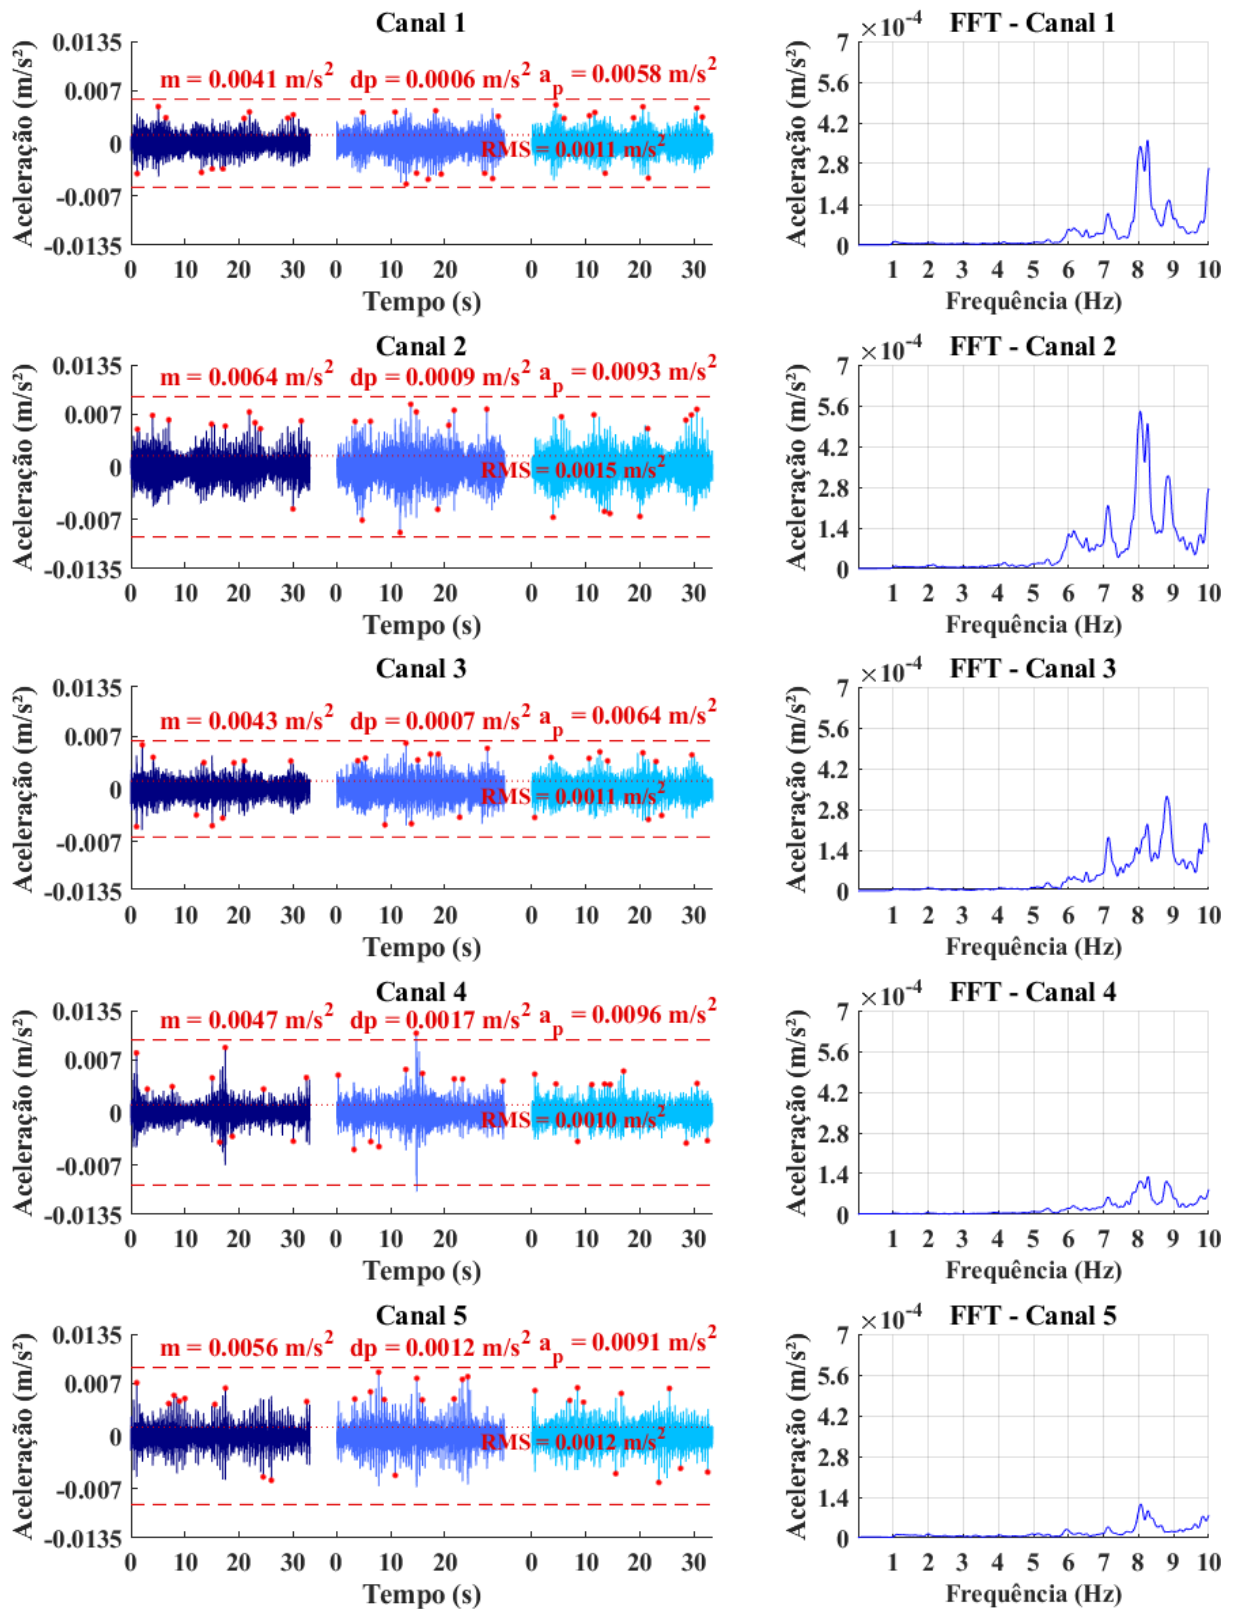 Canal 1
FFT - Canal 1
0.0135
0.007
0
-0.007
-0.0135
Aceleração (m/s²)
m = 0.0041 m/s² dp = 0.0006 m/s² aₚ = 0.0058 m/s²
RMS = 0.0011 m/s²
0 10 20 30 0 10 20 30 0 10 20 30
Tempo (s)
×10⁻⁴
7
5.6
4.2
2.8
1.4
0
Aceleração (m/s²)
1 2 3 4 5 6 7 8 9 10
Frequência (Hz)
Canal 2
FFT - Canal 2
0.0135
0.007
0
-0.007
-0.0135
Aceleração (m/s²)
m = 0.0064 m/s² dp = 0.0009 m/s² aₚ = 0.0093 m/s²
RMS = 0.0015 m/s²
0 10 20 30 0 10 20 30 0 10 20 30
Tempo (s)
×10⁻⁴
7
5.6
4.2
2.8
1.4
0
Aceleração (m/s²)
1 2 3 4 5 6 7 8 9 10
Frequência (Hz)
Canal 3
FFT - Canal 3
0.0135
0.007
0
-0.007
-0.0135
Aceleração (m/s²)
m = 0.0043 m/s² dp = 0.0007 m/s² aₚ = 0.0064 m/s²
RMS = 0.0011 m/s²
0 10 20 30 0 10 20 30 0 10 20 30
Tempo (s)
×10⁻⁴
7
5.6
4.2
2.8
1.4
0
Aceleração (m/s²)
1 2 3 4 5 6 7 8 9 10
Frequência (Hz)
Canal 4
FFT - Canal 4
0.0135
0.007
0
-0.007
-0.0135
Aceleração (m/s²)
m = 0.0047 m/s² dp = 0.0017 m/s² aₚ = 0.0096 m/s²
RMS = 0.0010 m/s²
0 10 20 30 0 10 20 30 0 10 20 30
Tempo (s)
×10⁻⁴
7
5.6
4.2
2.8
1.4
0
Aceleração (m/s²)
1 2 3 4 5 6 7 8 9 10
Frequência (Hz)
Canal 5
FFT - Canal 5
0.0135
0.007
0
-0.007
-0.0135
Aceleração (m/s²)
m = 0.0056 m/s² dp = 0.0012 m/s² aₚ = 0.0091 m/s²
RMS = 0.0012 m/s²
0 10 20 30 0 10 20 30 0 10 20 30
Tempo (s)
×10⁻⁴
7
5.6
4.2
2.8
1.4
0
Aceleração (m/s²)
1 2 3 4 5 6 7 8 9 10
Frequência (Hz)